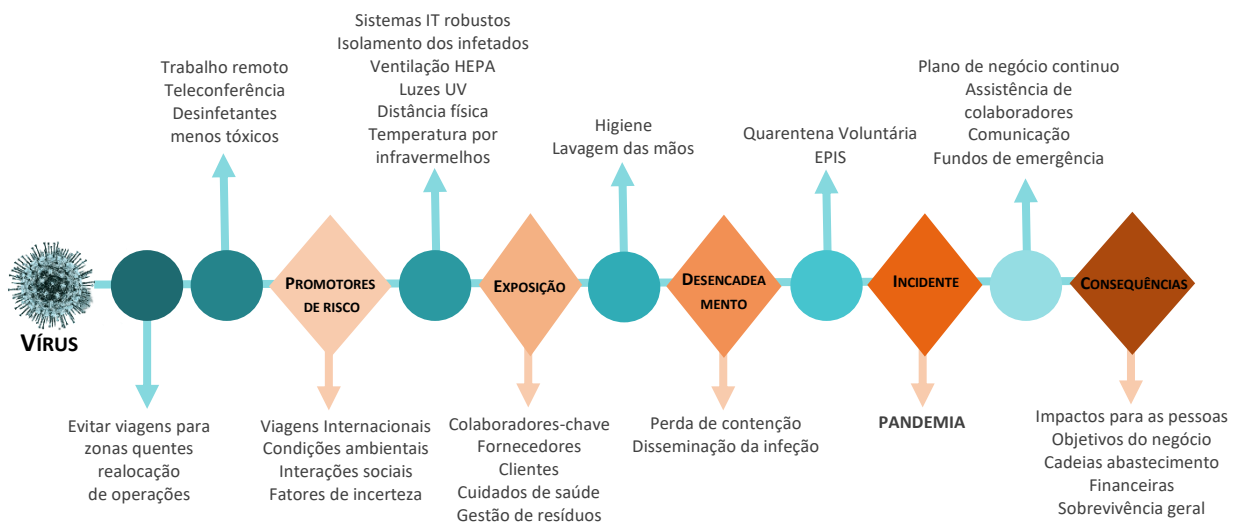 Sistemas IT robustos
Isolamento dos infetados
Ventilação HEPA
Luzes UV
Distância física
Temperatura por
infravermelhos
Trabalho remoto
Teleconferência
Desinfetantes
menos tóxicos
Higiene
Lavagem das mãos
Quarentena Voluntária
EPIS
Plano de negócio continuo
Assistência de
colaboradores
Comunicação
Fundos de emergência
VÍRUS
PROMOTORES
DE RISCO
EXPOSIÇÃO
DESENCADEA
MENTO
INCIDENTE
CONSEQUÊNCIAS
Evitar viagens para
zonas quentes
realocação
de operações
Viagens Internacionais
Condições ambientais
Interações sociais
Fatores de incerteza
Colaboradores-chave
Fornecedores
Clientes
Cuidados de saúde
Gestão de resíduos
Perda de contenção
Disseminação da infeção
PANDEMIA
Impactos para as pessoas
Objetivos do negócio
Cadeias abastecimento
Financeiras
Sobrevivência geral